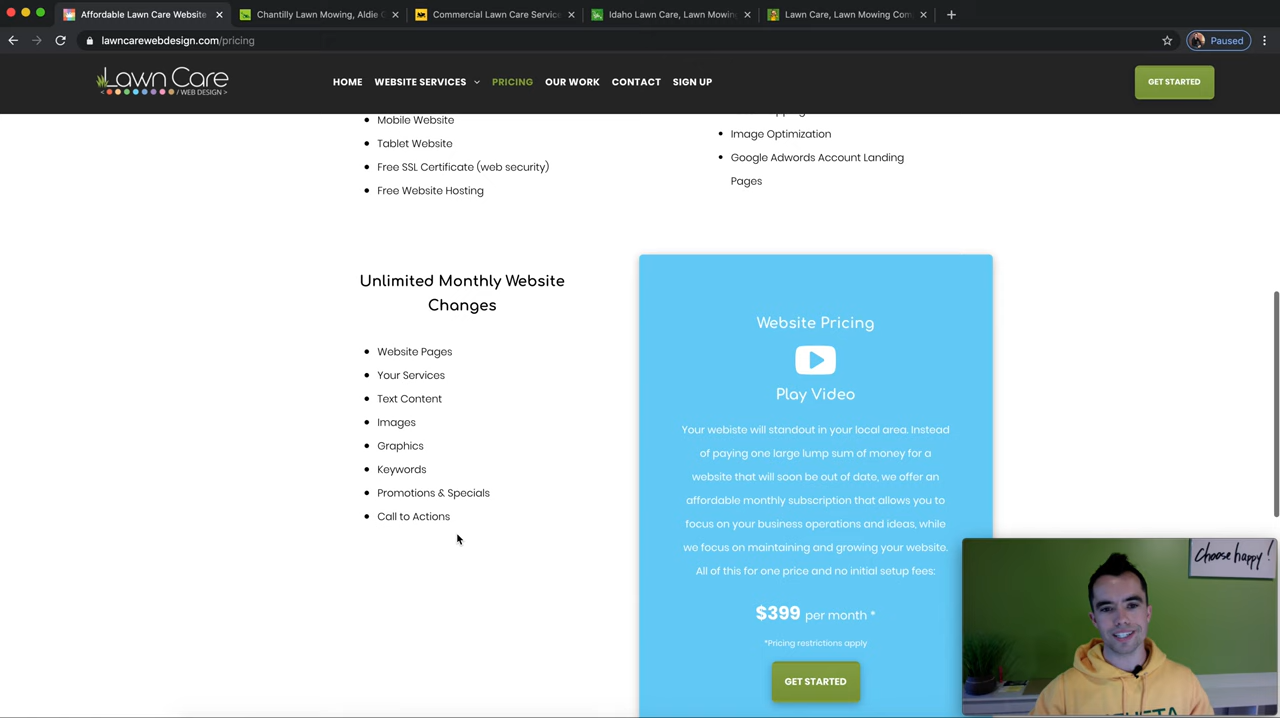 Affordable Lawn Care Website
Chantilly Lawn Mowing, Aldie
Commercial Lawn Care Service
Idaho Lawn Care, Lawn Mowing
Lawn Care, Lawn Mowing Com
lawncarewebdesign.com/pricing
Paused
Lawn Care
/ WEB DESIGN >
HOME
WEBSITE SERVICES
PRICING
OUR WORK
CONTACT
SIGN UP
GET STARTED
Mobile Website
Tablet Website
Free SSL Certificate (web security)
Free Website Hosting
Image Optimization
Google Adwords Account Landing
Pages
Unlimited Monthly Website
Changes
Website Pages
Your Services
Text Content
Images
Graphics
Keywords
Promotions & Specials
Call to Actions
Website Pricing
Play Video
Your webiste will standout in your local area. Instead
of paying one large lump sum of money for a
website that will soon be out of date, we offer an
affordable monthly subscription that allows you to
focus on your business operations and ideas, while
we focus on maintaining and growing your website.
All of this for one price and no initial setup fees:
$399 per month *
*Pricing restrictions apply
GET STARTED
Choose happy!